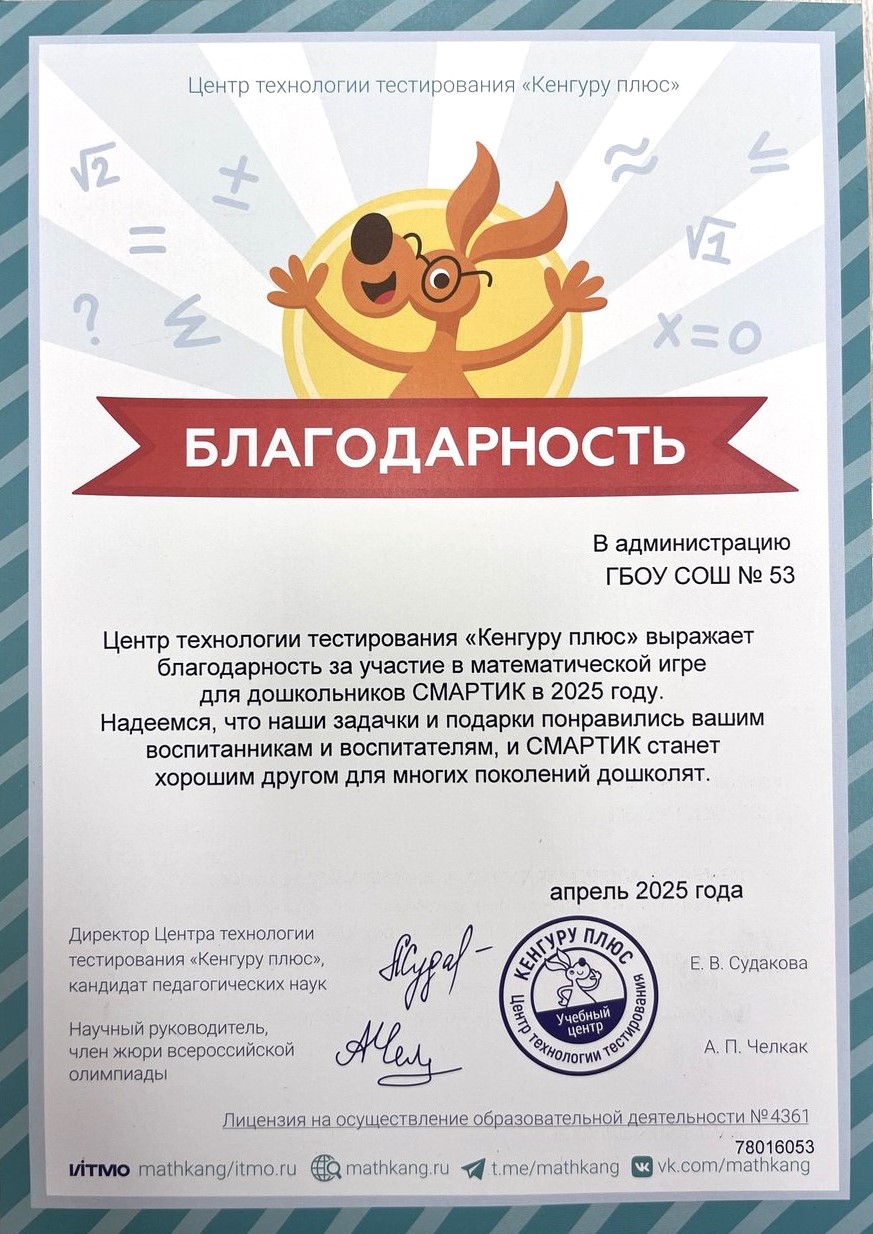 Центр технологии тестирования «Кенгуру плюс»
√2
±
≈
≤
=
√1
?
Σ
x=0
БЛАГОДАРНОСТЬ
В администрацию
ГБОУ СОШ № 53
Центр технологии тестирования «Кенгуру плюс» выражает
благодарность за участие в математической игре
для дошкольников СМАРТИК в 2025 году.
Надеемся, что наши задачки и подарки понравились вашим
воспитанникам и воспитателям, и СМАРТИК станет
хорошим другом для многих поколений дошколят.
апрель 2025 года
Директор Центра технологии
тестирования «Кенгуру плюс»,
кандидат педагогических наук
Е. В. Судакова
КЕНГУРУ ПЛЮС
Учебный
центр
Центр технологии тестирования
Научный руководитель,
член жюри всероссийской
олимпиады
А. П. Челкак
Лицензия на осуществление образовательной деятельности №4361
78016053
ИТМО mathkang/itmo.ru mathkang.ru t.me/mathkang vk.com/mathkang